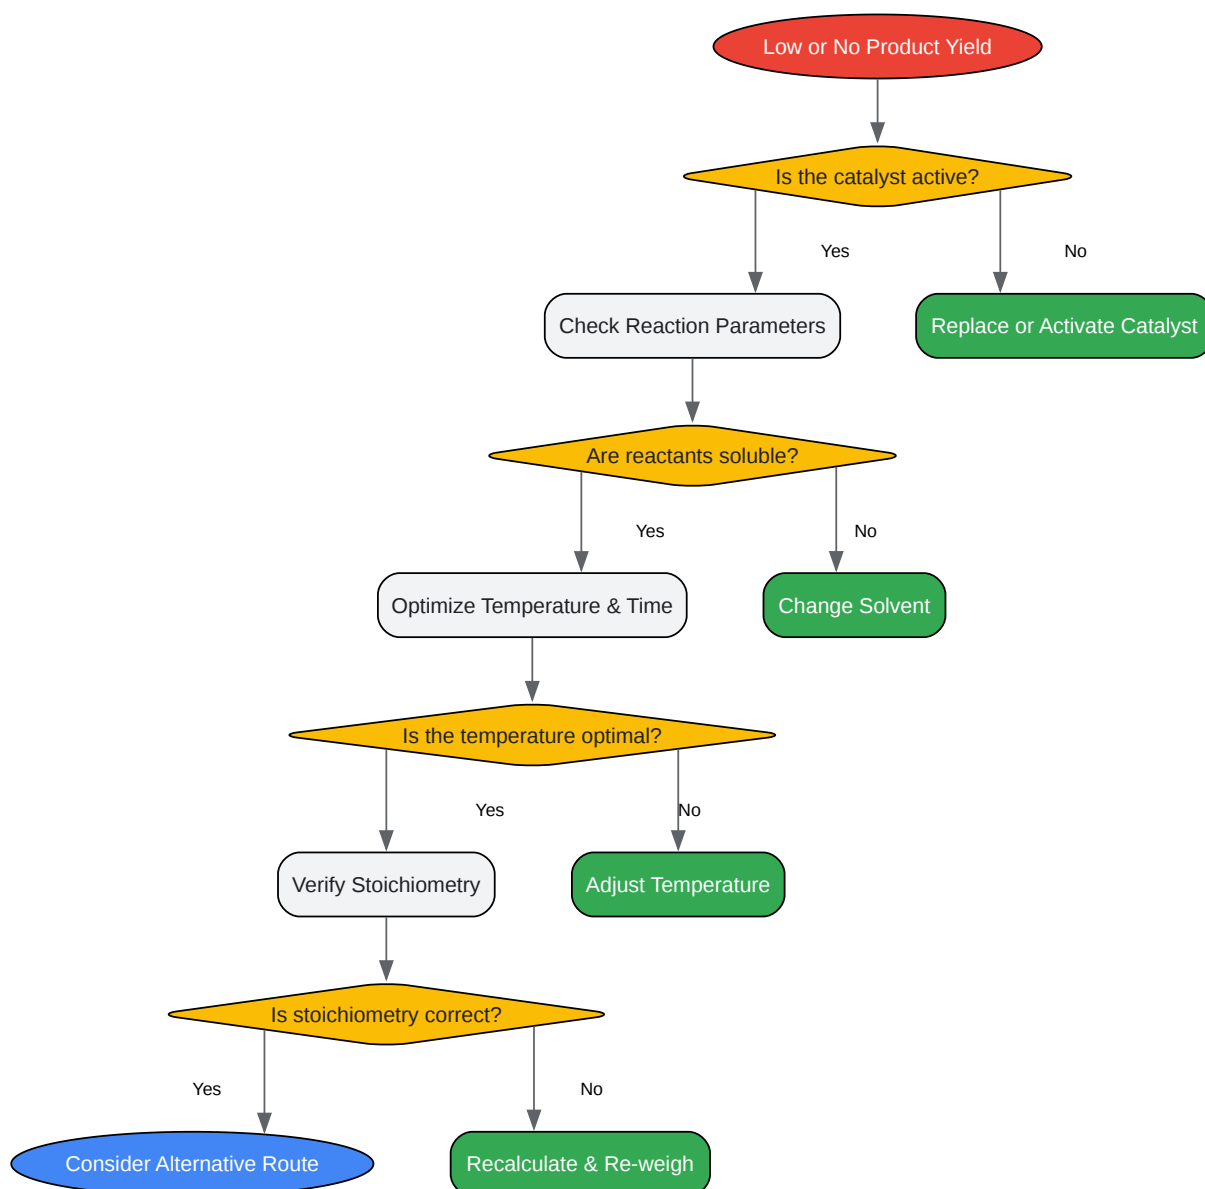 Low or No Product Yield
Is the catalyst active?
Yes
No
Check Reaction Parameters
Replace or Activate Catalyst
Are reactants soluble?
Yes
No
Optimize Temperature & Time
Change Solvent
Is the temperature optimal?
Yes
No
Verify Stoichiometry
Adjust Temperature
Is stoichiometry correct?
Yes
No
Consider Alternative Route
Recalculate & Re-weigh